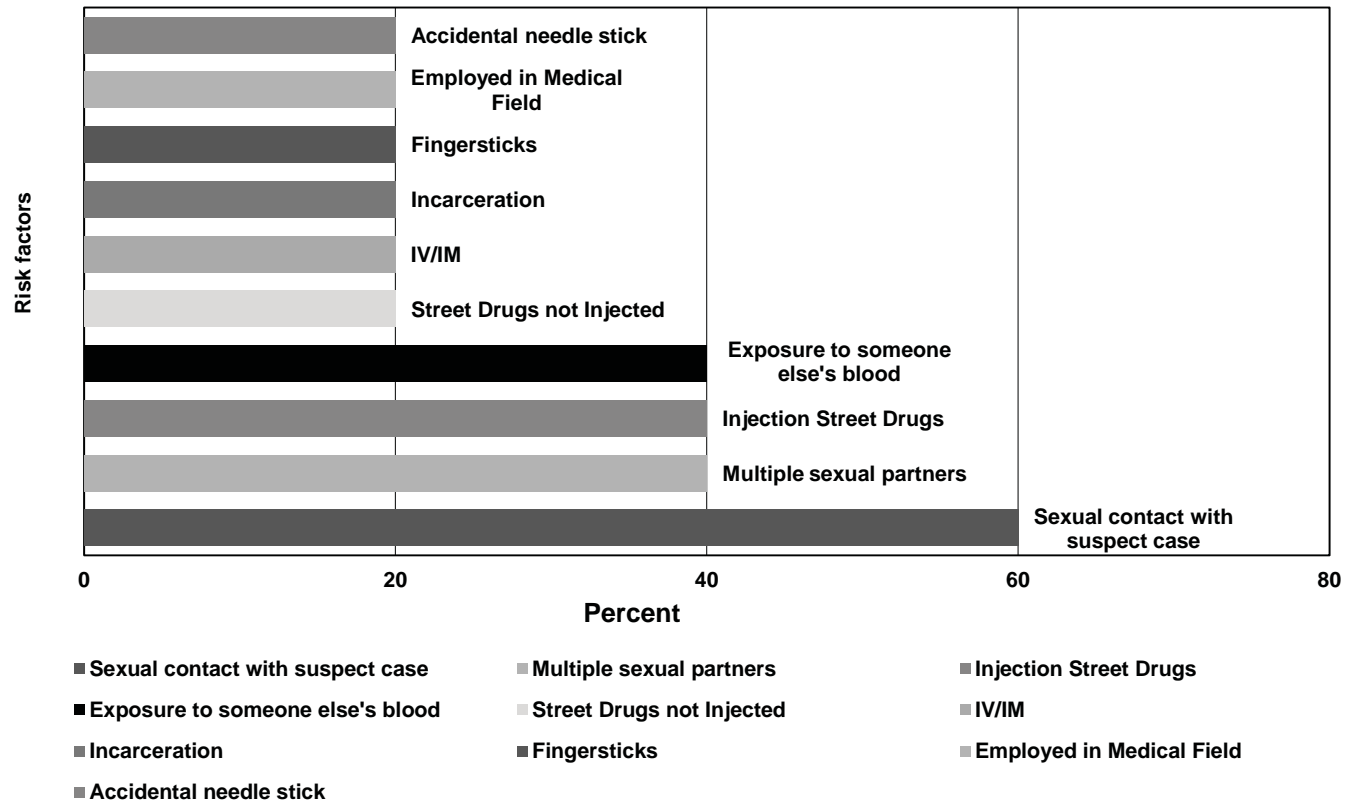 Accidental needle stick
Employed in Medical
Field
Fingersticks
Incarceration
IV/IM
Street Drugs not Injected
Exposure to someone
else's blood
Injection Street Drugs
Multiple sexual partners
Sexual contact with
suspect case
Risk factors
0 20 40 60 80
Percent
Sexual contact with suspect case Multiple sexual partners Injection Street Drugs
Exposure to someone else's blood Street Drugs not Injected IV/IM
Incarceration Fingersticks Employed in Medical Field
Accidental needle stick